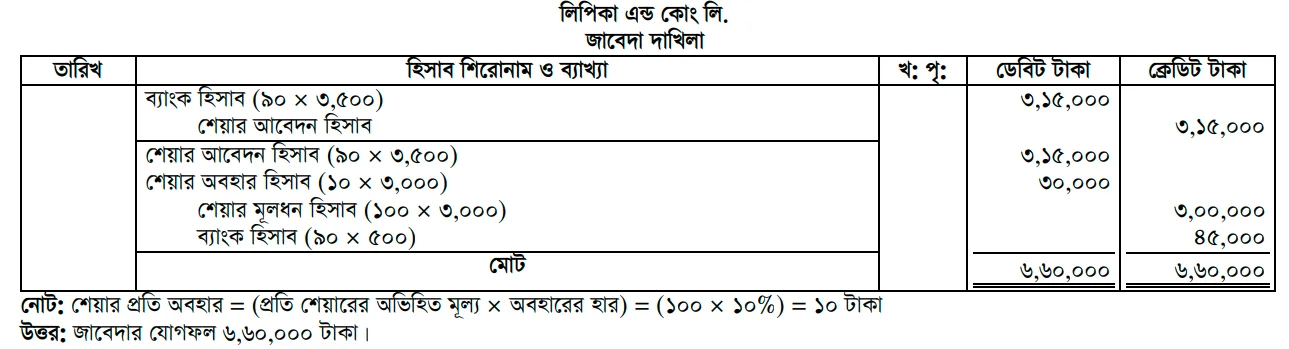 লিপিকা এন্ড কোং লি.
জাবেদা দাখিলা
তারিখ হিসাব শিরোনাম ও ব্যাখ্যা খ: পৃ: ডেবিট টাকা ক্রেডিট টাকা
ব্যাংক হিসাব (৯০ × ৩,৫০০) ৩,১৫,০০০
শেয়ার আবেদন হিসাব ৩,১৫,০০০
শেয়ার আবেদন হিসাব (৯০ × ৩,৫০০) ৩,১৫,০০০
শেয়ার অবহার হিসাব (১০ × ৩,০০০) ৩০,০০০
শেয়ার মূলধন হিসাব (১০০ × ৩,০০০) ৩,০০,০০০
ব্যাংক হিসাব (৯০ × ৫০০) ৪৫,০০০
মোট ৬,৬০,০০০ ৬,৬০,০০০
নোট: শেয়ার প্রতি অবহার = (প্রতি শেয়ারের অভিহিত মূল্য × অবহারের হার) = (১০০ × ১০%) = ১০ টাকা
উত্তর: জাবেদার যোগফল ৬,৬০,০০০ টাকা।